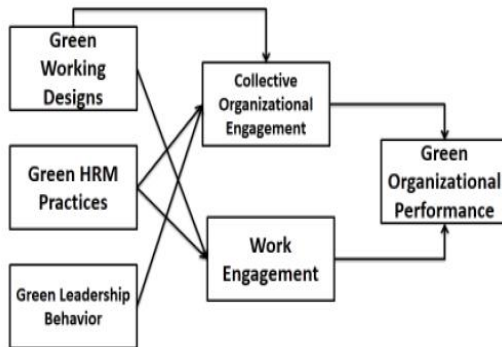 Green
Working
Designs
Collective
Organizational
Engagement
Green HRM
Practices
Green
Organizational
Performance
Work
Engagement
Green Leadership
Behavior